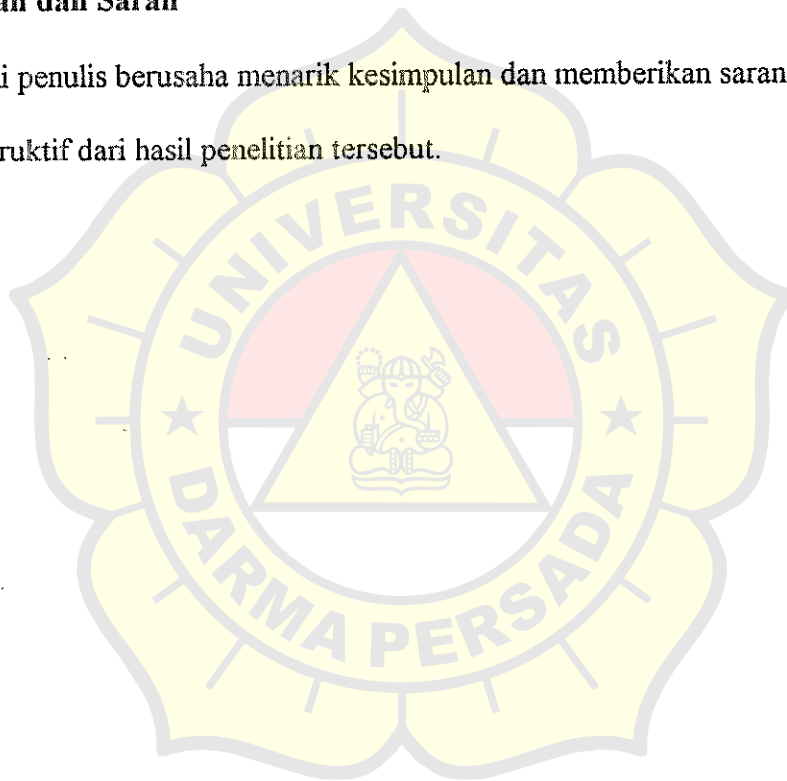 an dan Saran
i penulis berusaha menarik kesimpulan dan memberikan saran
ruktif dari hasil penelitian tersebut.
UNIVERSITAS
DARMA PERSADA